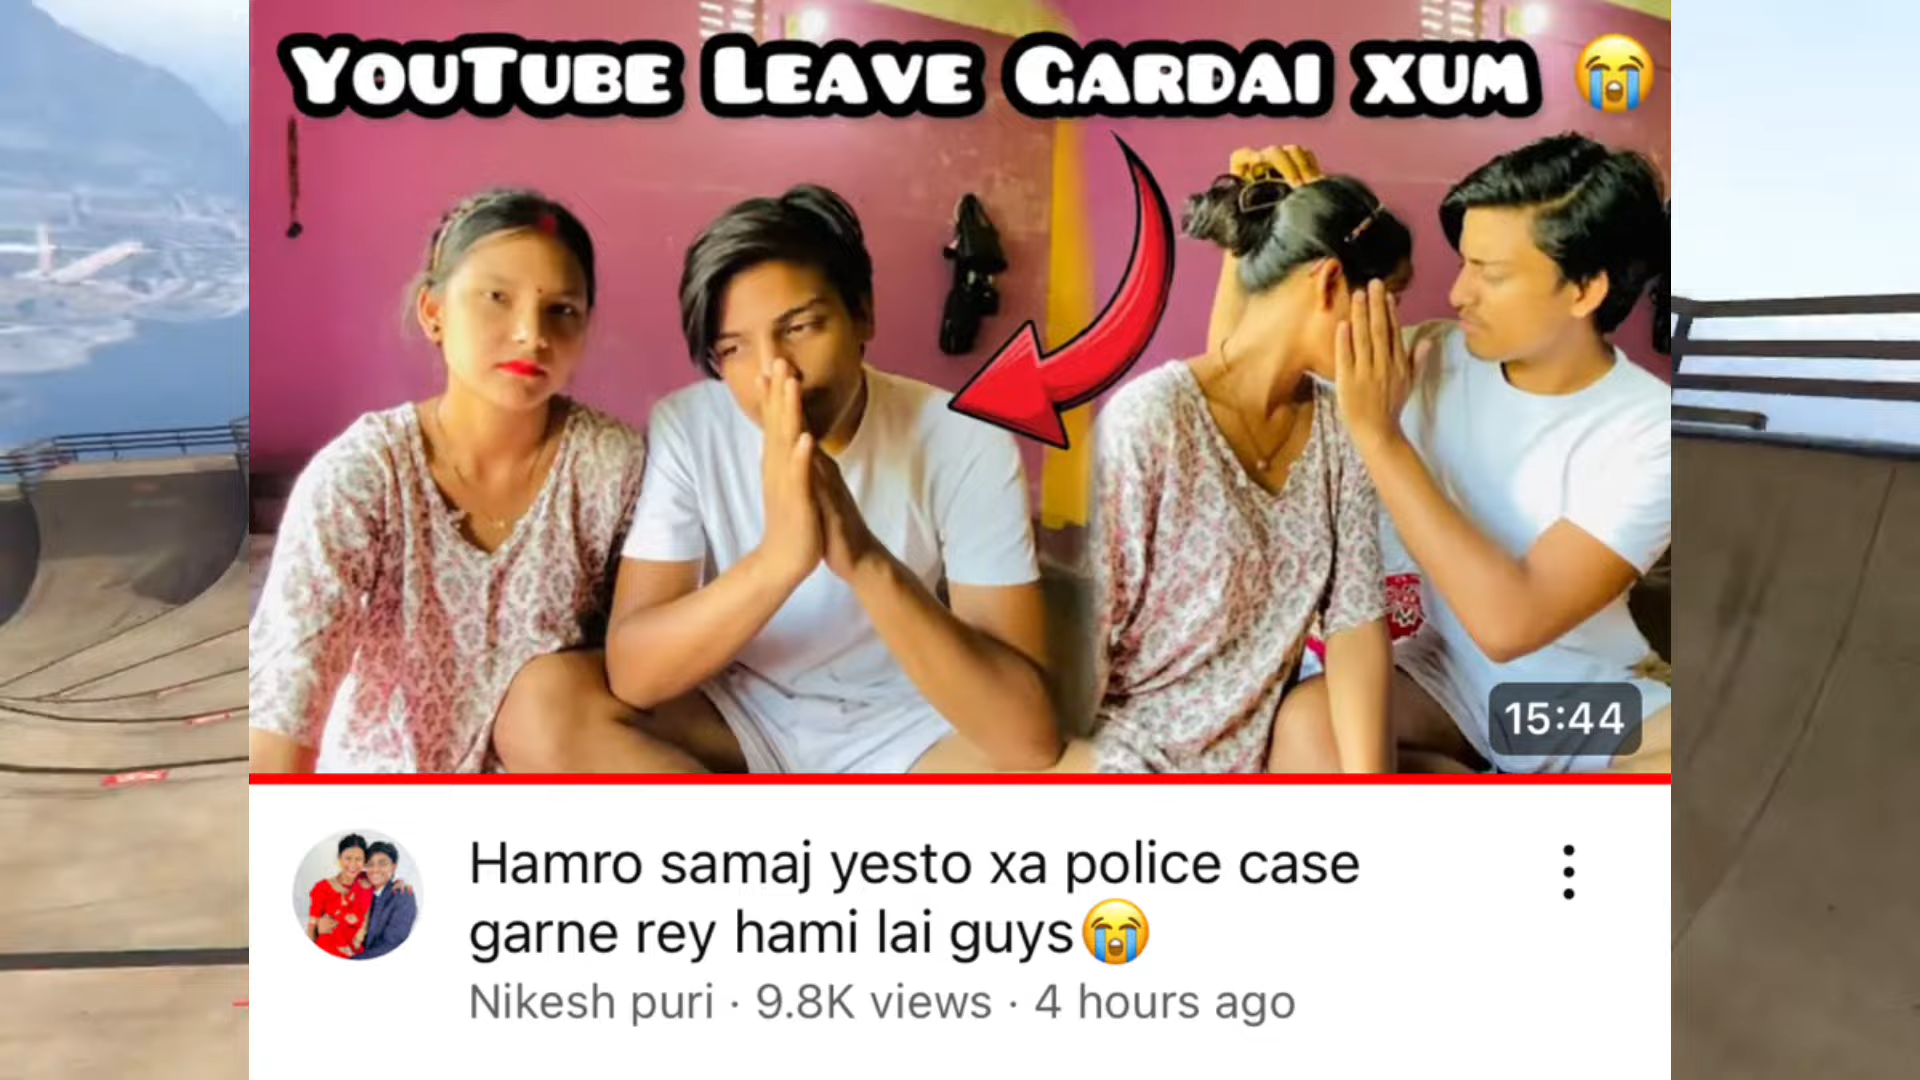 YouTube Leave Gardai xum 😭
15:44
Hamro samaj yesto xa police case
garne rey hami lai guys😭
Nikesh puri · 9.8K views · 4 hours ago